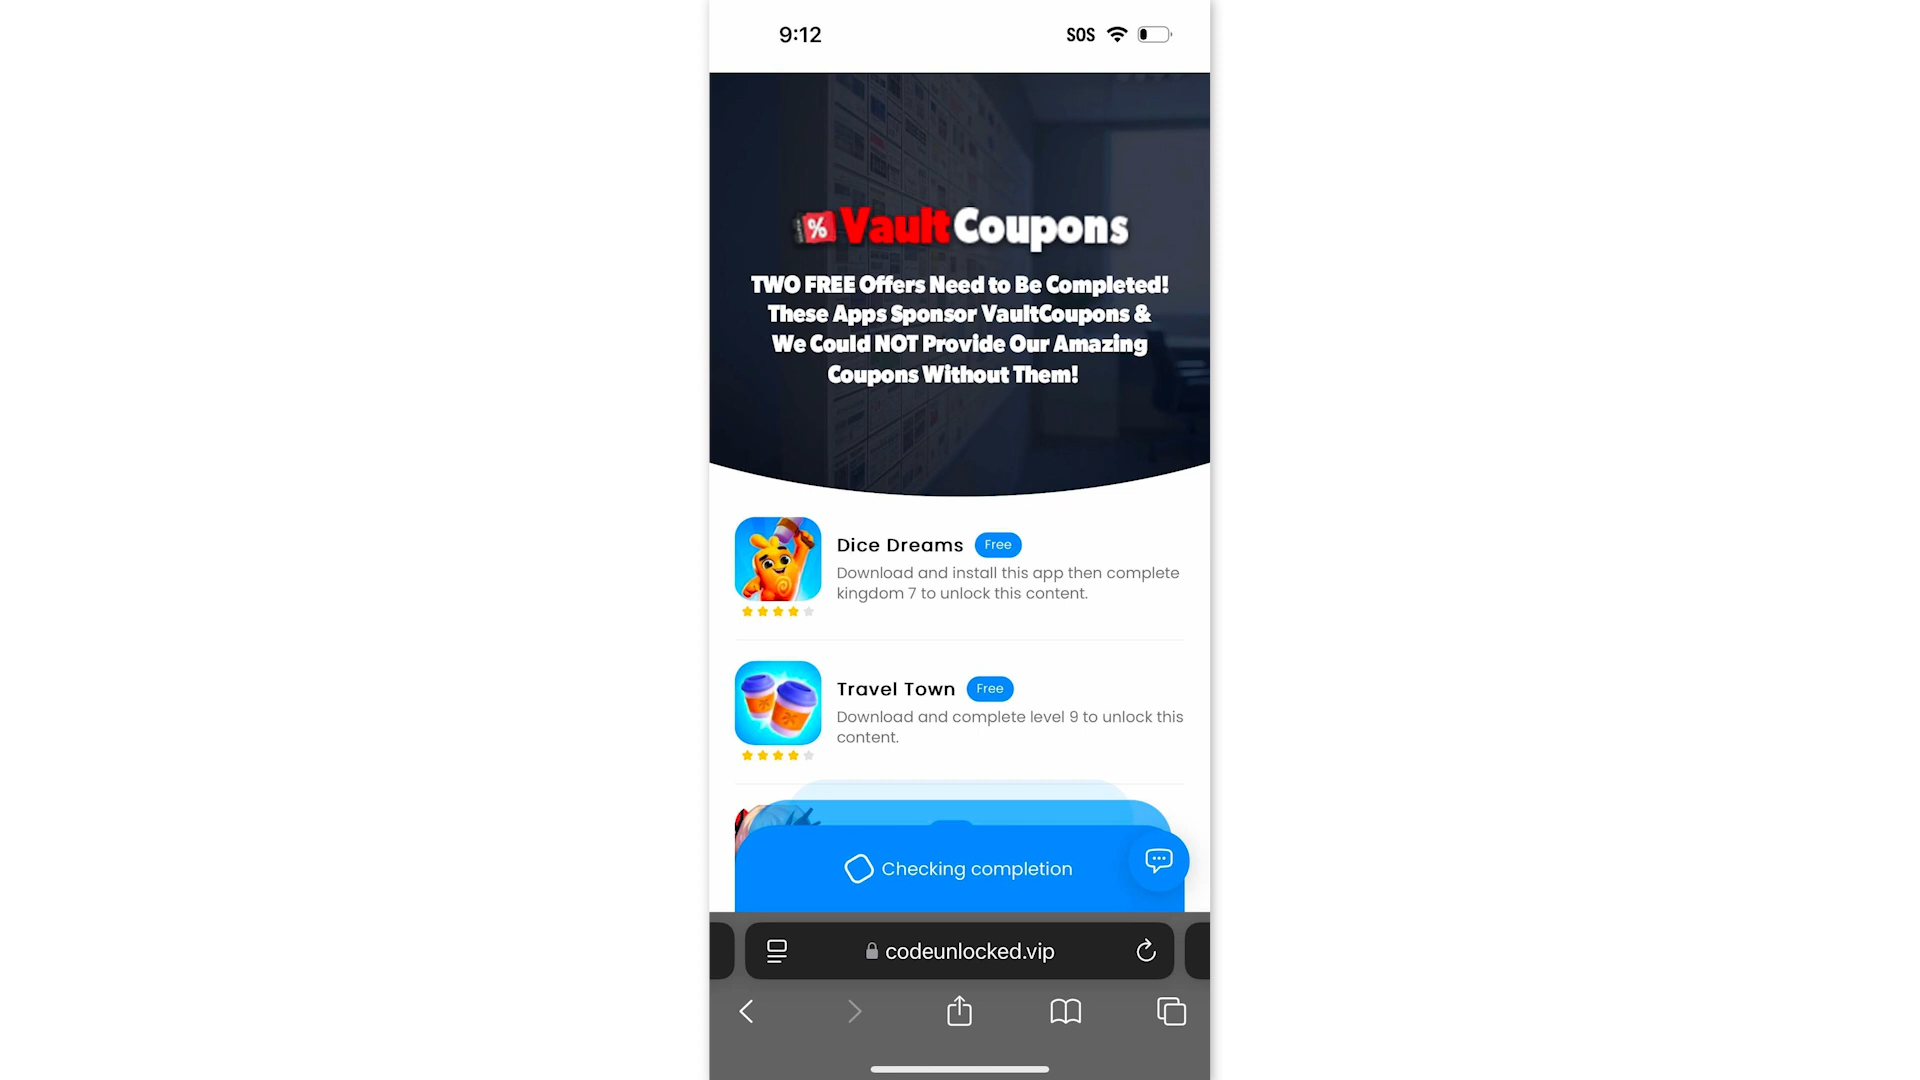 9:12
SOS
% VaultCoupons
TWO FREE Offers Need to Be Completed!
These Apps Sponsor VaultCoupons &
We Could NOT Provide Our Amazing
Coupons Without Them!
Dice Dreams Free
Download and install this app then complete
kingdom 7 to unlock this content.
Travel Town Free
Download and complete level 9 to unlock this
content.
Checking completion
codeunlocked.vip